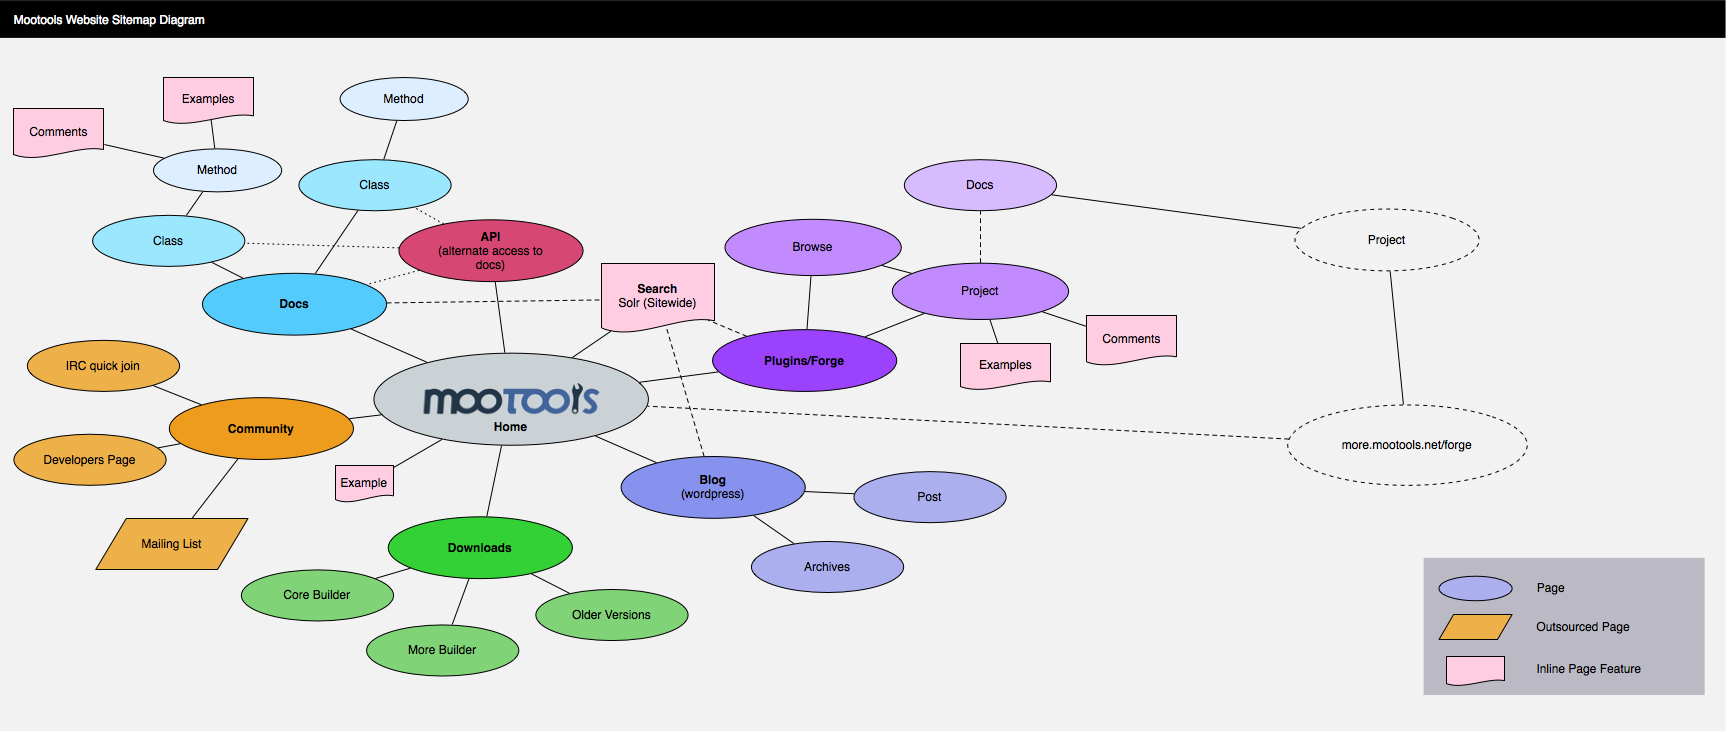 Mootools Website Sitemap Diagram
Examples
Method
Comments
Method
Class
Docs
Class
API
(alternate access to
docs)
Browse
Project
Search
Solr (Sitewide)
Docs
Project
Plugins/Forge
Comments
Examples
IRC quick join
mootools
Home
Community
more.mootools.net/forge
Developers Page
Example
Blog
(wordpress)
Post
Mailing List
Downloads
Archives
Core Builder
Older Versions
More Builder
Page
Outsourced Page
Inline Page Feature